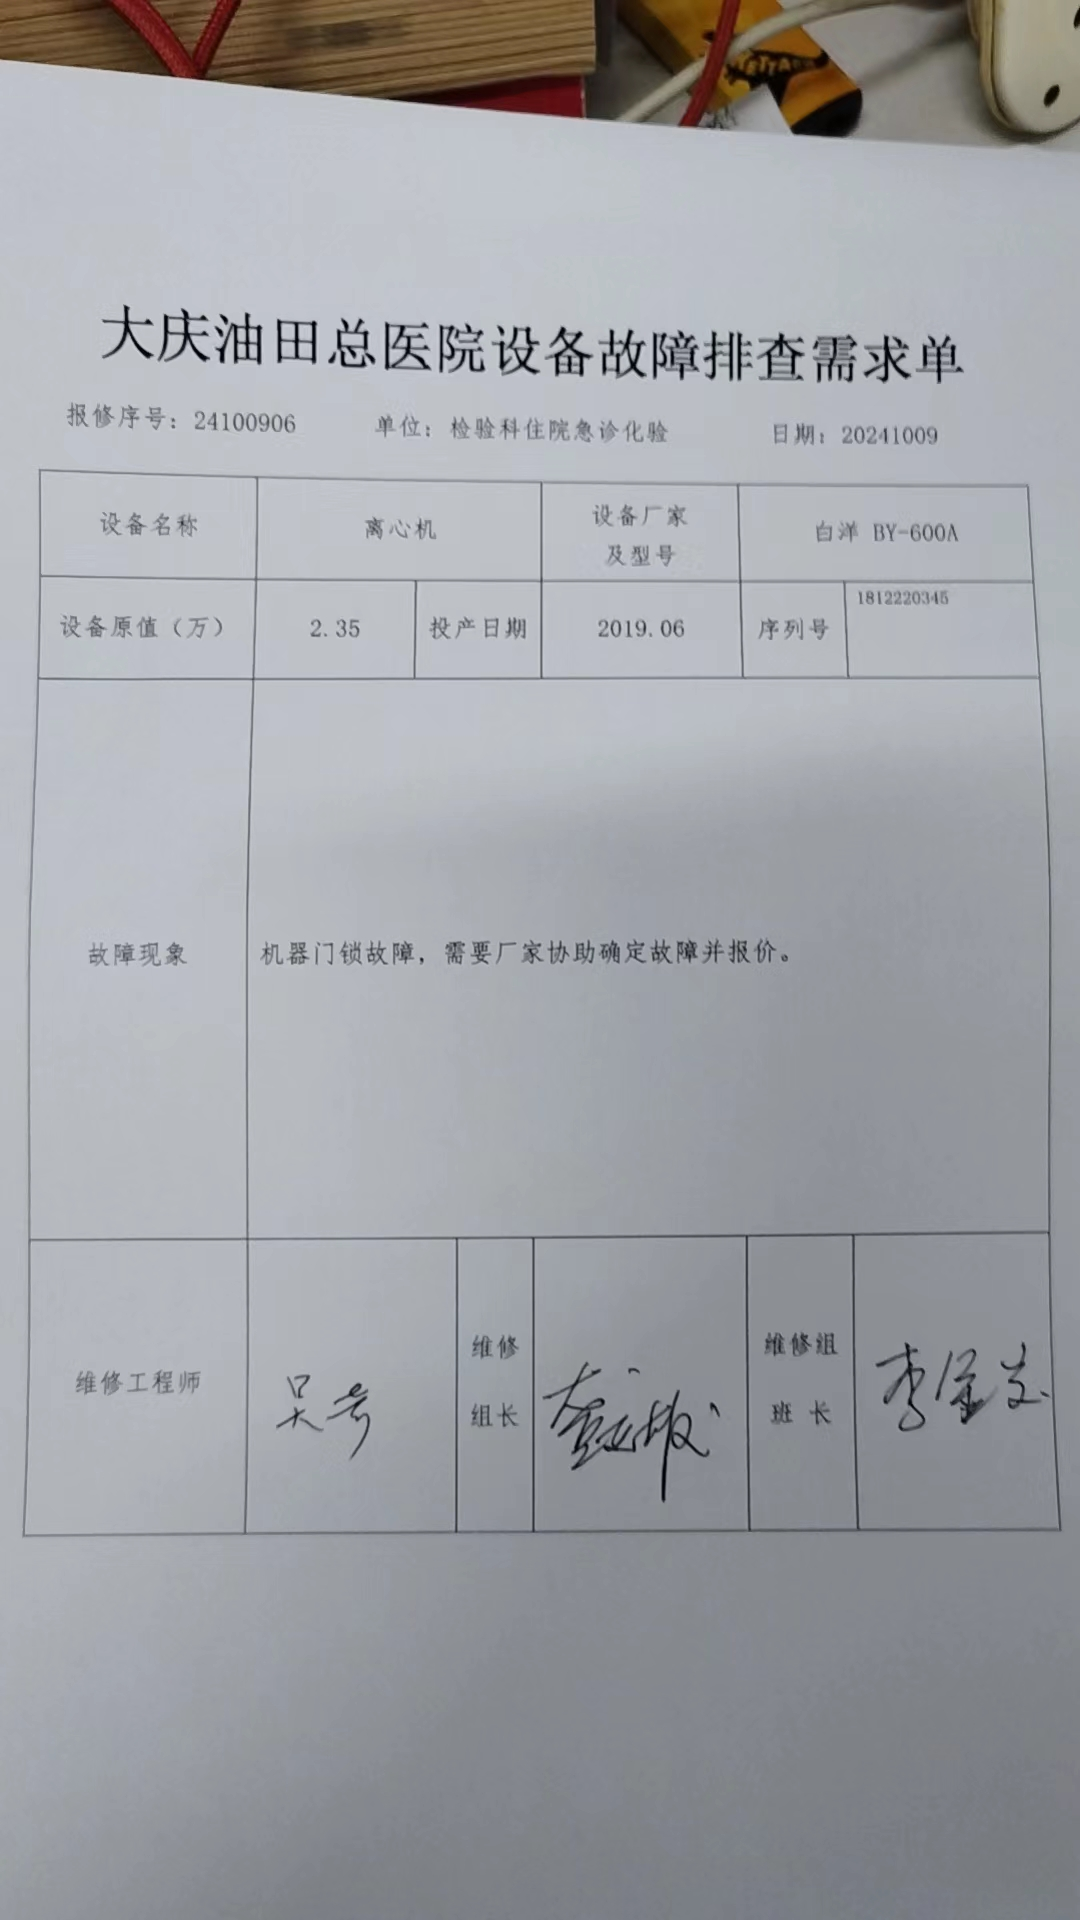 大庆油田总医院设备故障排查需求单
报修序号：24100906 单位：检验科住院急诊化验 日期：20241009
设备名称 离心机 设备厂家及型号 白洋 BY-600A
设备原值（万） 2.35 投产日期 2019.06 序列号 1812220345
故障现象 机器门锁故障，需要厂家协助确定故障并报价。
维修工程师 维修组长 维修组班长